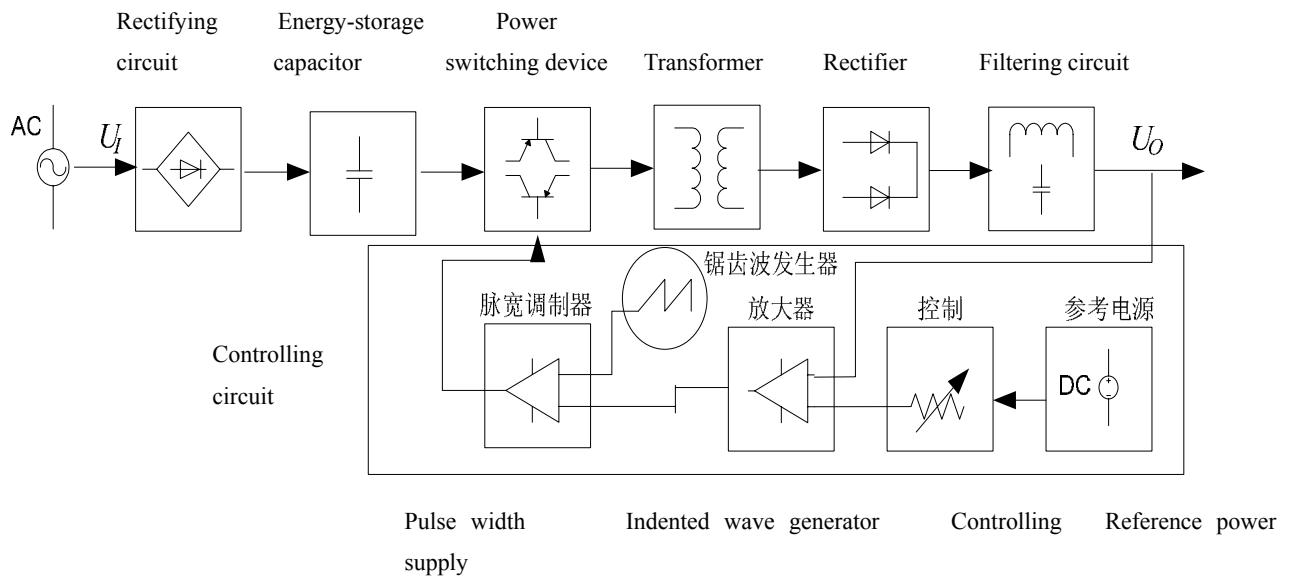 Rectifying Energy-storage Power
circuit capacitor switching device Transformer Rectifier Filtering circuit
AC
U_I
U_O
锯齿波发生器
脉宽调制器 放大器 控制 参考电源
Controlling
circuit
DC
Pulse width Indented wave generator Controlling Reference power
supply